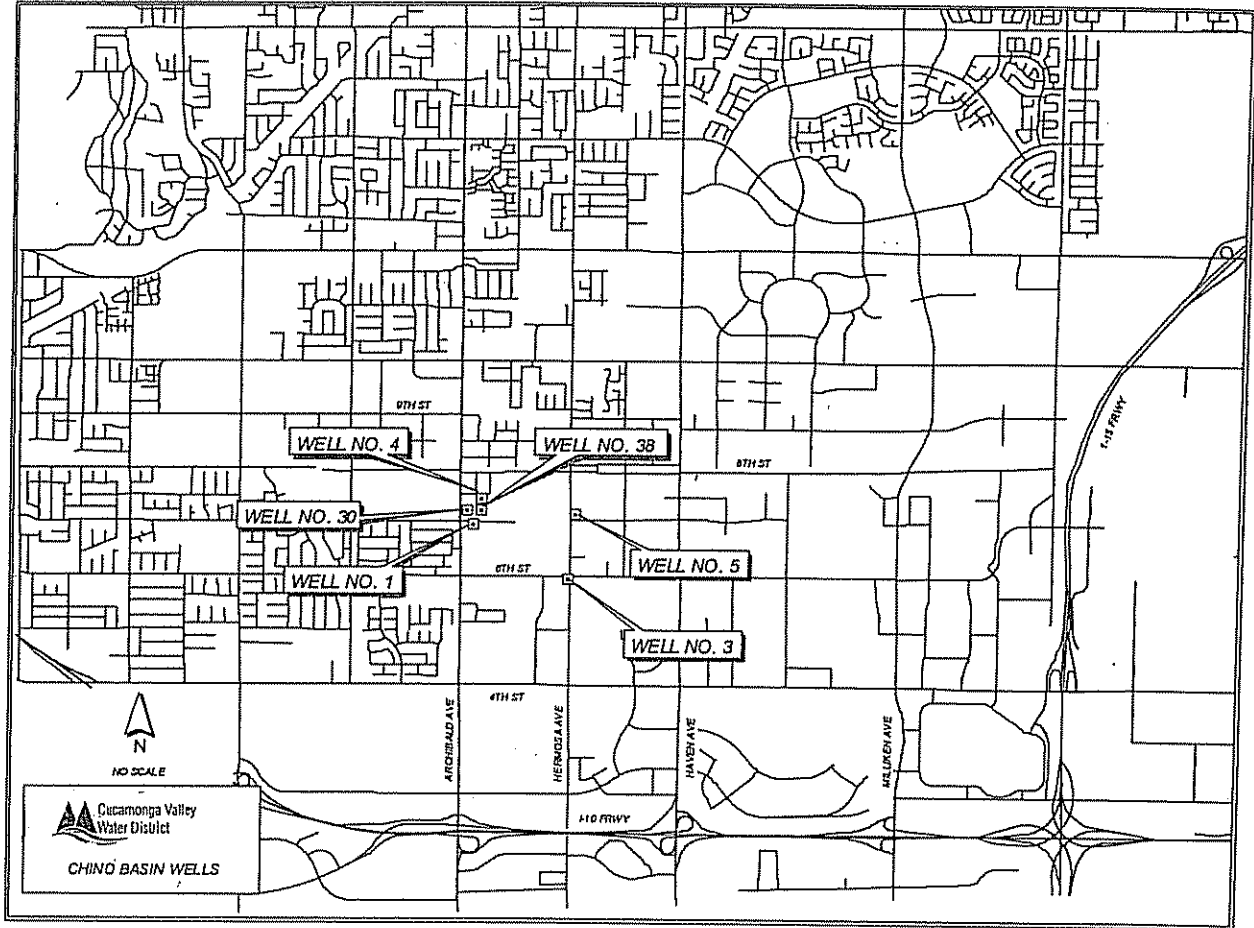 9TH ST
WELL NO. 4
WELL NO. 38
8TH ST
I-15 FRWY
WELL NO. 30
WELL NO. 1
6TH ST
WELL NO. 5
WELL NO. 3
4TH ST
ARCHIBALD AVE
HERMOSA AVE
HAVEN AVE
MILLIKEN AVE
N
NO SCALE
I-10 FRWY
Cucamonga Valley
Water District
CHINO BASIN WELLS